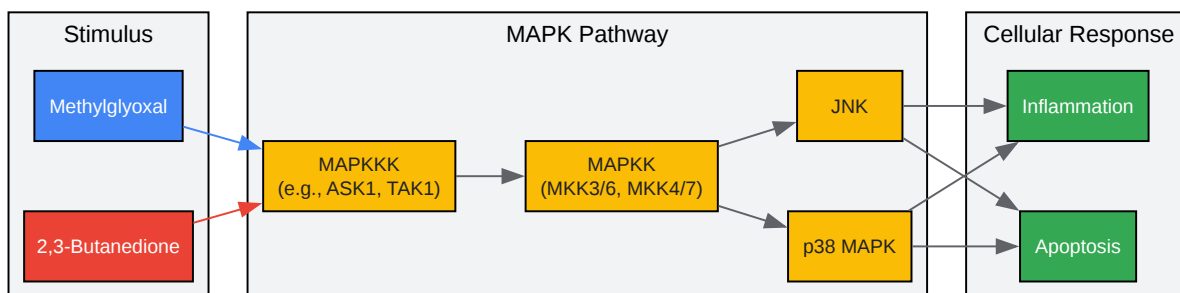 Stimulus
MAPK Pathway
Cellular Response
Methylglyoxal
JNK
Inflammation
MAPKKK
(e.g., ASK1, TAK1)
MAPKK
(MKK3/6, MKK4/7)
2,3-Butanedione
p38 MAPK
Apoptosis